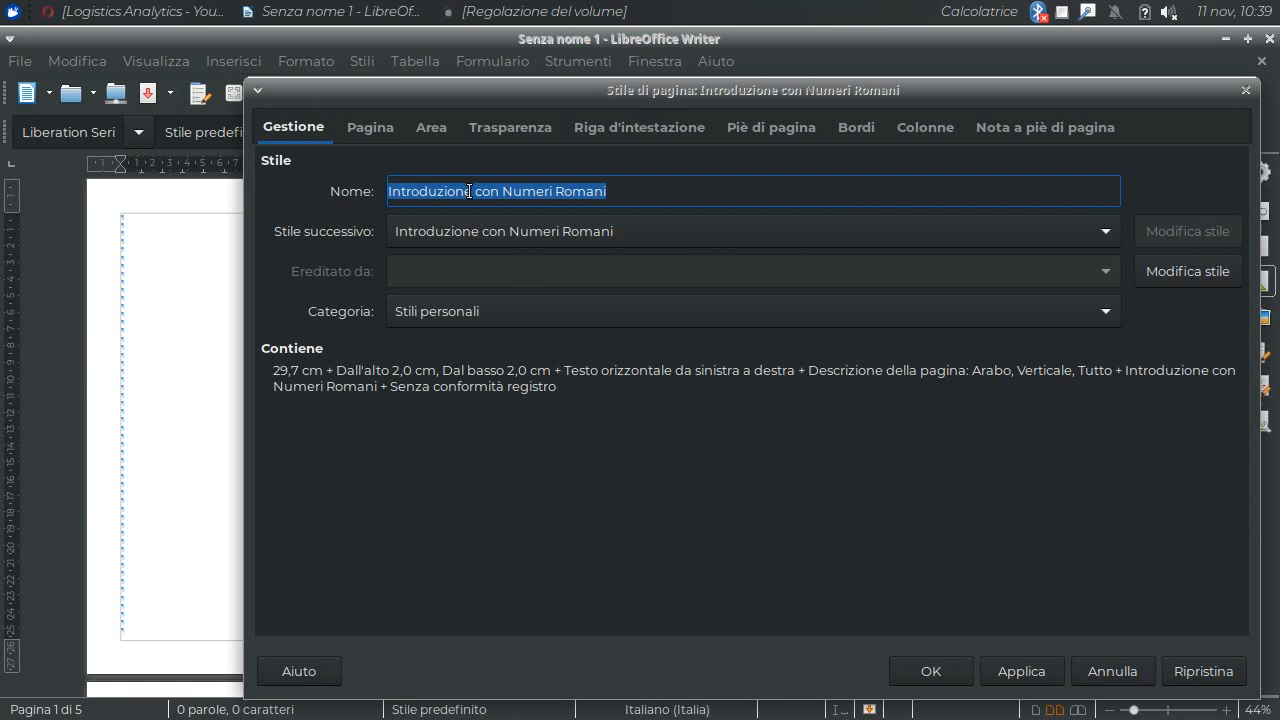 [Logistics Analytics - You... Senza nome 1 - LibreOf... [Regolazione del volume] Calcolatrice 11 nov, 10:39
Senza nome 1 - LibreOffice Writer
File Modifica Visualizza Inserisci Formato Stili Tabella Formulario Strumenti Finestra Aiuto
Stile di pagina: Introduzione con Numeri Romani
Liberation Seri Stile predefi
Gestione Pagina Area Trasparenza Riga d'intestazione Piè di pagina Bordi Colonne Nota a piè di pagina
Stile
Nome: Introduzione con Numeri Romani
Stile successivo: Introduzione con Numeri Romani Modifica stile
Ereditato da: Modifica stile
Categoria: Stili personali
Contiene
29,7 cm + Dall'alto 2,0 cm, Dal basso 2,0 cm + Testo orizzontale da sinistra a destra + Descrizione della pagina: Arabo, Verticale, Tutto + Introduzione con
Numeri Romani + Senza conformità registro
Aiuto OK Applica Annulla Ripristina
Pagina 1 di 5 0 parole, 0 caratteri Stile predefinito Italiano (Italia) 44%